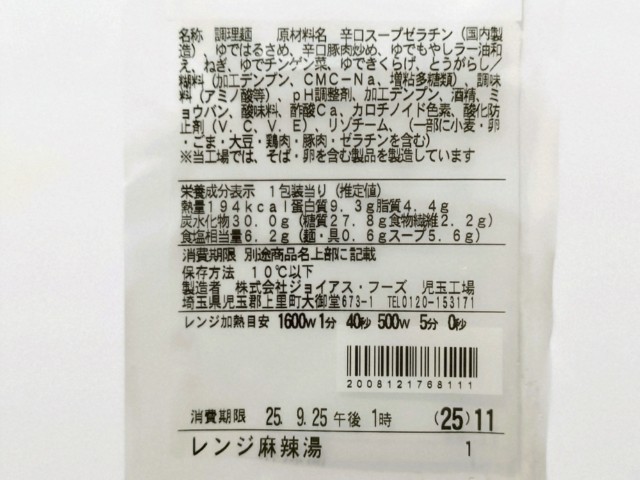 名称 調理麺 原材料名 辛口スープゼラチン(国内製
造)、ゆではるさめ、辛口豚肉炒め、ゆでもやしラー油和
え、ねぎ、ゆでチンゲン菜、ゆできくらげ、とうがらし/
糊料(加工デンプン、CMC-Na、増粘多糖類)、調味
料(アミノ酸等)、pH調整剤、加工デンプン、酒精、ミ
ョウバン、酸味料、酢酸Ca、カロチノイド色素、酸化防
止剤(V.C、V.E)、リゾチーム、(一部に小麦・卵
・ごま・大豆・鶏肉・豚肉・ゼラチンを含む)
※当工場では、そば・卵を含む製品を製造しています
栄養成分表示 1包装当り(推定値)
熱量194kcal蛋白質9.3g脂質4.4g
炭水化物30.0g(糖質27.8g食物繊維2.2g)
食塩相当量6.2g(麺・具0.6gスープ5.6g)
消費期限 別途商品名上部に記載
保存方法 10℃以下
製造者 株式会社ジョイアス・フーズ 児玉工場
埼玉県児玉郡上里町大御堂673-1 TEL0120-153171
レンジ加熱目安 1600W1分 40秒 500W 5分 0秒
2008121768111
消費期限 25. 9.25午後1時 (25)11
レンジ麻辣湯 1